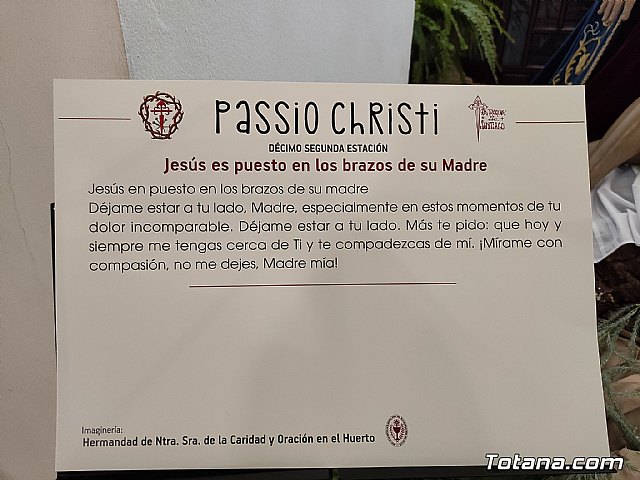 Passio Christi
DÉCIMO SEGUNDA ESTACIÓN
Jesús es puesto en los brazos de su Madre
Jesús en puesto en los brazos de su madre
Déjame estar a tu lado, Madre, especialmente en estos momentos de tu
dolor incomparable. Déjame estar a tu lado. Más te pido: que hoy y
siempre me tengas cerca de Ti y te compadezcas de mí. ¡Mírame con
compasión, no me dejes, Madre mía!
Imaginería:
Hermandad de Ntra. Sra. de la Caridad y Oración en el Huerto
Totana.com